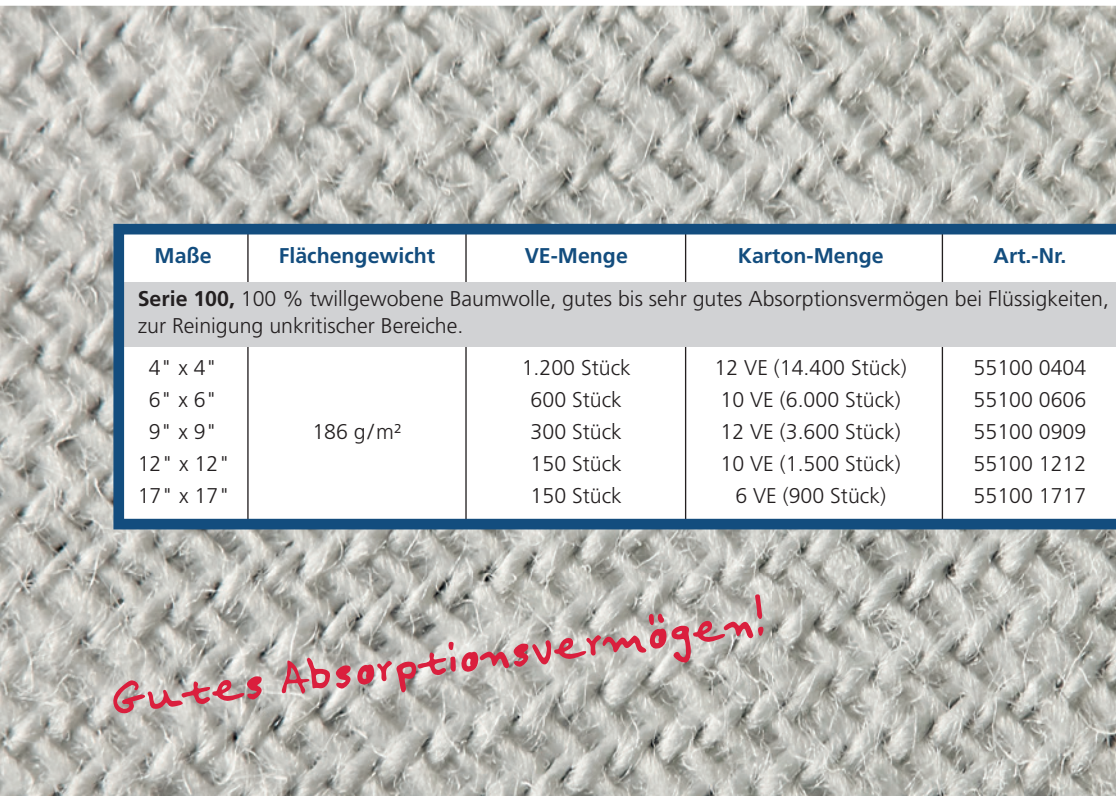 Maße Flächengewicht VE-Menge Karton-Menge Art.-Nr.
Serie 100, 100 % twillgewobene Baumwolle, gutes bis sehr gutes Absorptionsvermögen bei Flüssigkeiten,
zur Reinigung unkritischer Bereiche.
4" x 4" 1.200 Stück 12 VE (14.400 Stück) 55100 0404
6" x 6" 600 Stück 10 VE (6.000 Stück) 55100 0606
9" x 9" 186 g/m² 300 Stück 12 VE (3.600 Stück) 55100 0909
12" x 12" 150 Stück 10 VE (1.500 Stück) 55100 1212
17" x 17" 150 Stück 6 VE (900 Stück) 55100 1717
Gutes Absorptionsvermögen!